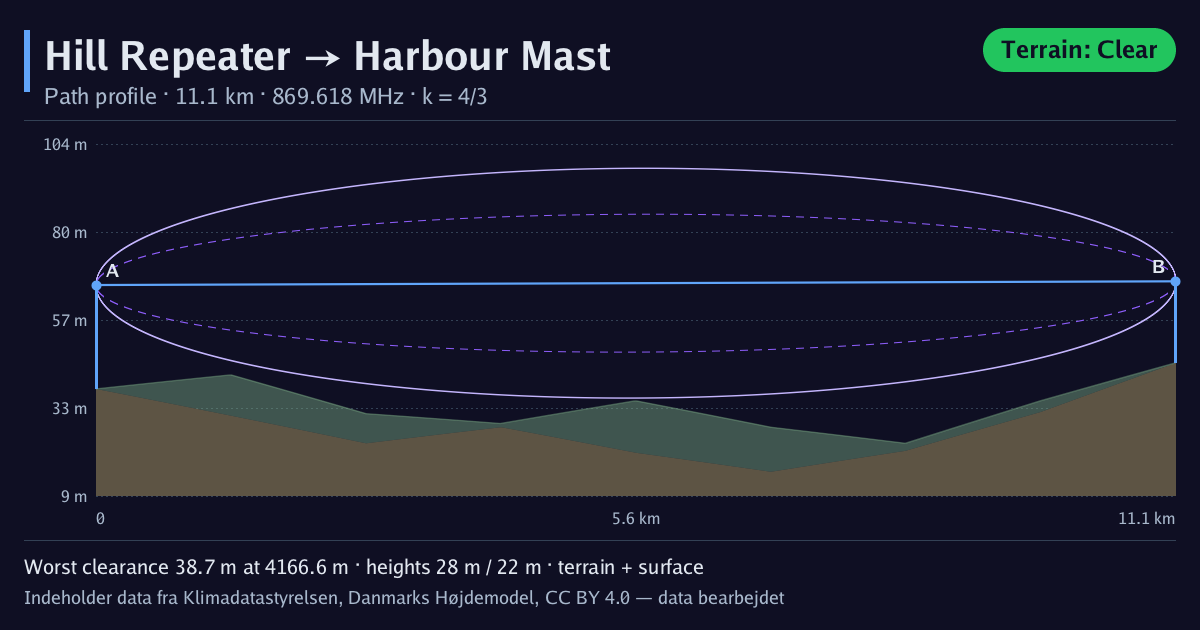 Hill Repeater → Harbour Mast
Terrain: Clear
Path profile · 11.1 km · 869.618 MHz · k = 4/3
104 m
80 m
A
B
57 m
33 m
9 m
0
5.6 km
11.1 km
Worst clearance 38.7 m at 4166.6 m · heights 28 m / 22 m · terrain + surface
Indeholder data fra Klimadatastyrelsen, Danmarks Højdemodel, CC BY 4.0 — data bearbejdet